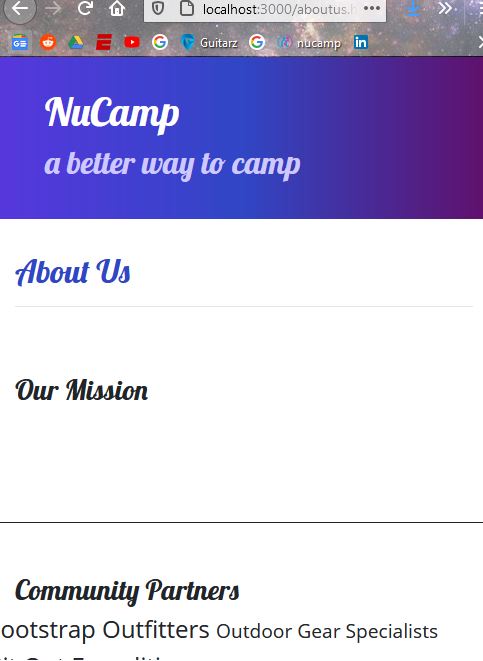 localhost:3000/aboutus.h
Guitarz
nucamp
NuCamp
a better way to camp
About Us
Our Mission
Community Partners
ootstrap Outfitters Outdoor Gear Specialists